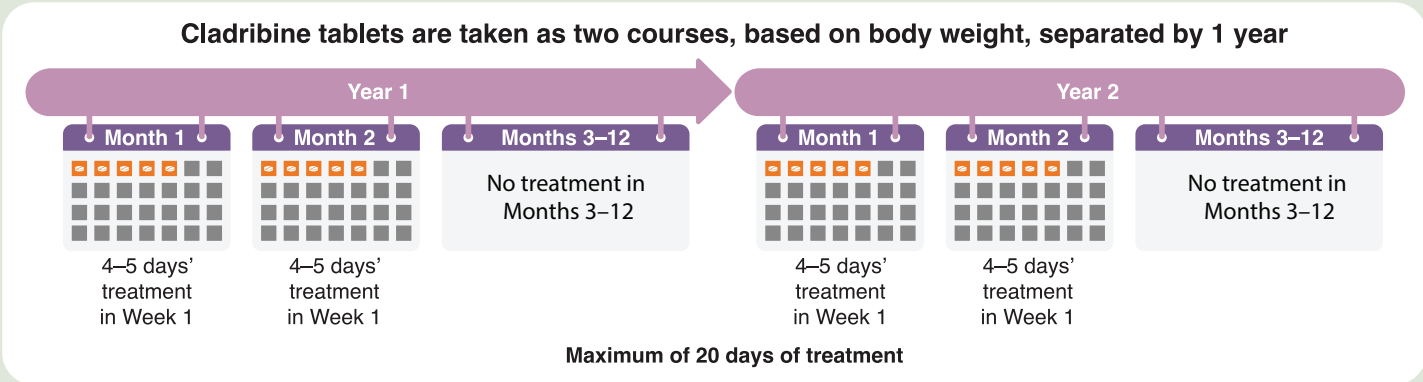 Cladribine tablets are taken as two courses, based on body weight, separated by 1 year
Year 1
Year 2
Month 1
Month 2
Months 3–12
Month 1
Month 2
Months 3–12
No treatment in
Months 3–12
No treatment in
Months 3–12
4–5 days’
treatment
in Week 1
4–5 days’
treatment
in Week 1
4–5 days’
treatment
in Week 1
4–5 days’
treatment
in Week 1
Maximum of 20 days of treatment